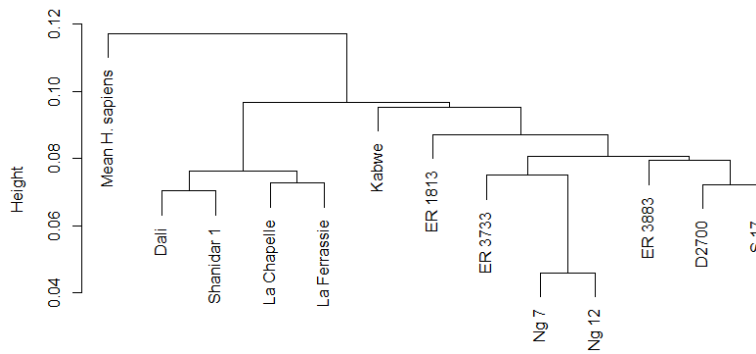 0.12
0.10
0.08
0.06
0.04
Height
Mean H. sapiens
Dali
Shanidar 1
La Chapelle
La Ferrassie
Kabwe
ER 1813
ER 3733
Ng 7
Ng 12
ER 3883
D2700